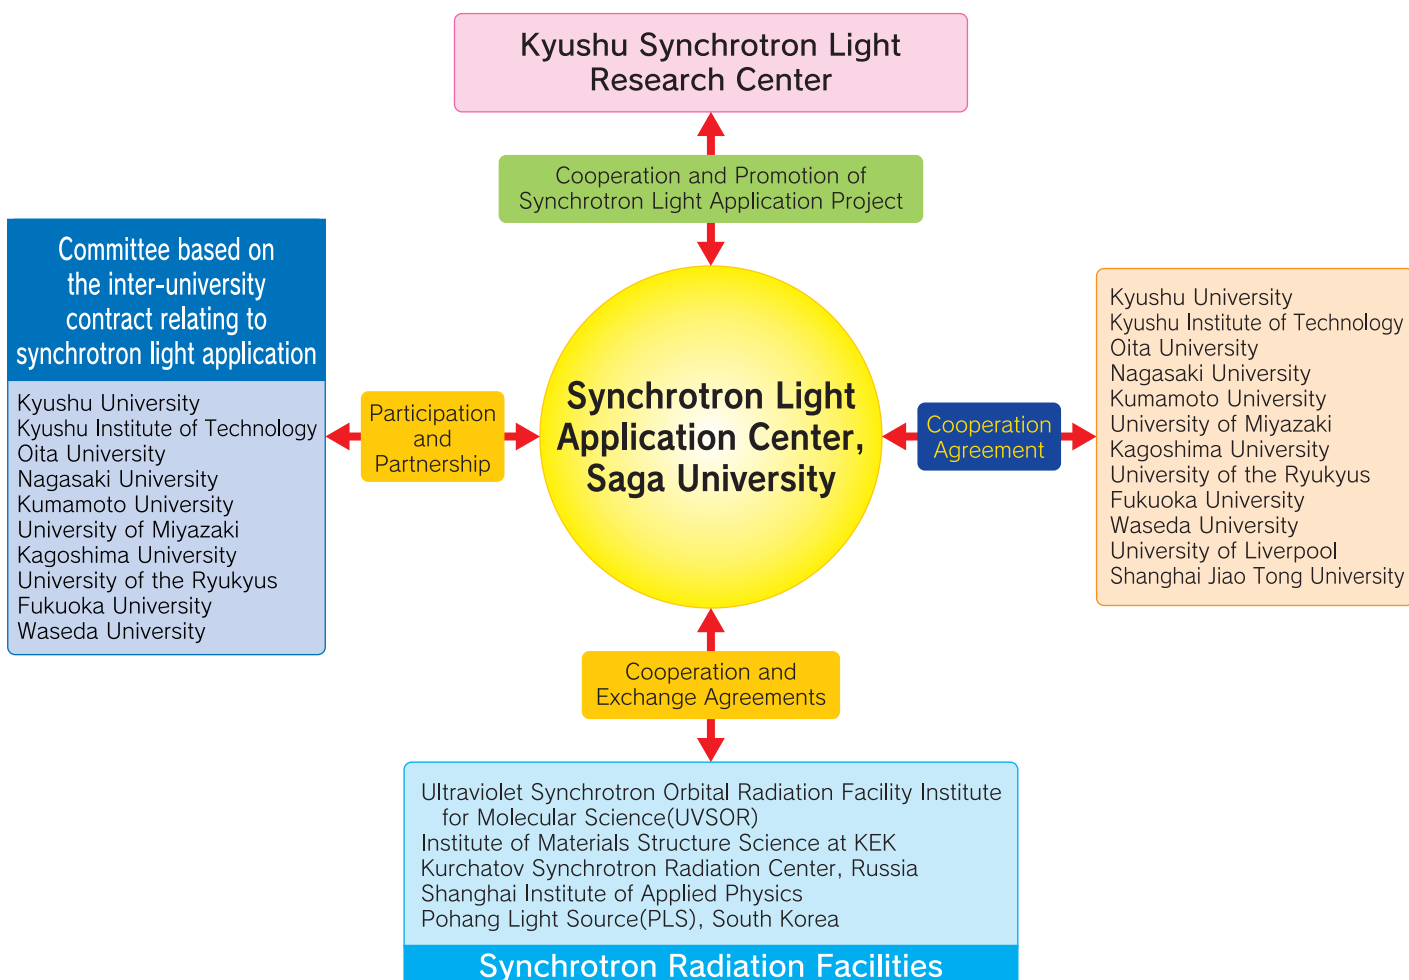 Kyushu Synchrotron Light
Research Center
Cooperation and Promotion of
Synchrotron Light Application Project
Committee based on
the inter-university
contract relating to
synchrotron light application
Kyushu University
Kyushu Institute of Technology
Oita University
Nagasaki University
Kumamoto University
University of Miyazaki
Kagoshima University
University of the Ryukyus
Fukuoka University
Waseda University
Participation
and
Partnership
Synchrotron Light
Application Center,
Saga University
Cooperation
Agreement
Kyushu University
Kyushu Institute of Technology
Oita University
Nagasaki University
Kumamoto University
University of Miyazaki
Kagoshima University
University of the Ryukyus
Fukuoka University
Waseda University
University of Liverpool
Shanghai Jiao Tong University
Cooperation and
Exchange Agreements
Ultraviolet Synchrotron Orbital Radiation Facility Institute
for Molecular Science(UVSOR)
Institute of Materials Structure Science at KEK
Kurchatov Synchrotron Radiation Center, Russia
Shanghai Institute of Applied Physics
Pohang Light Source(PLS), South Korea
Synchrotron Radiation Facilities